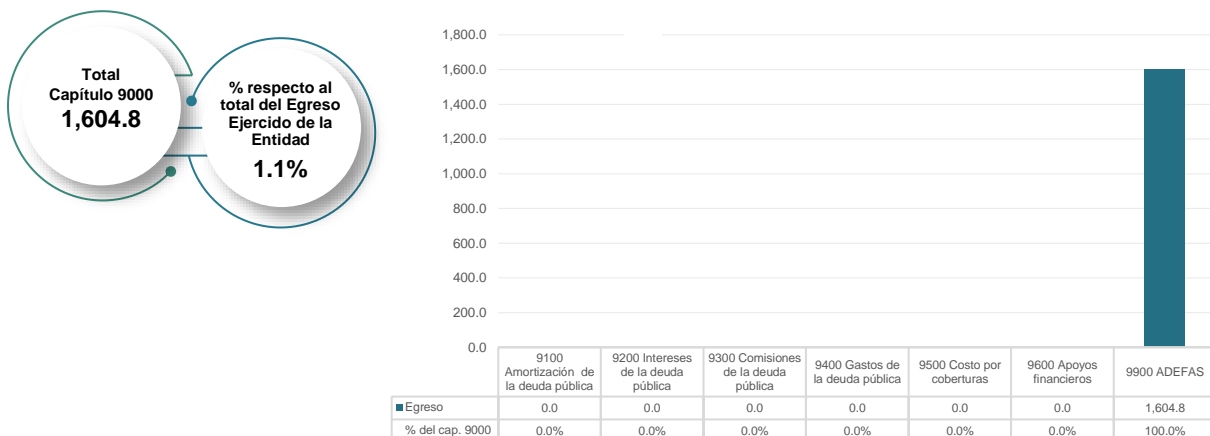 Total
Capítulo 9000
1,604.8
% respecto al
total del Egreso
Ejercido de la
Entidad
1.1%
1,800.0
1,600.0
1,400.0
1,200.0
1,000.0
800.0
600.0
400.0
200.0
0.0
9100
Amortización de
la deuda pública
9200 Intereses
de la deuda
pública
9300 Comisiones
de la deuda
pública
9400 Gastos de
la deuda pública
9500 Costo por
coberturas
9600 Apoyos
financieros
9900 ADEFAS
Egreso 0.0 0.0 0.0 0.0 0.0 0.0 1,604.8
% del cap. 9000 0.0% 0.0% 0.0% 0.0% 0.0% 0.0% 100.0%